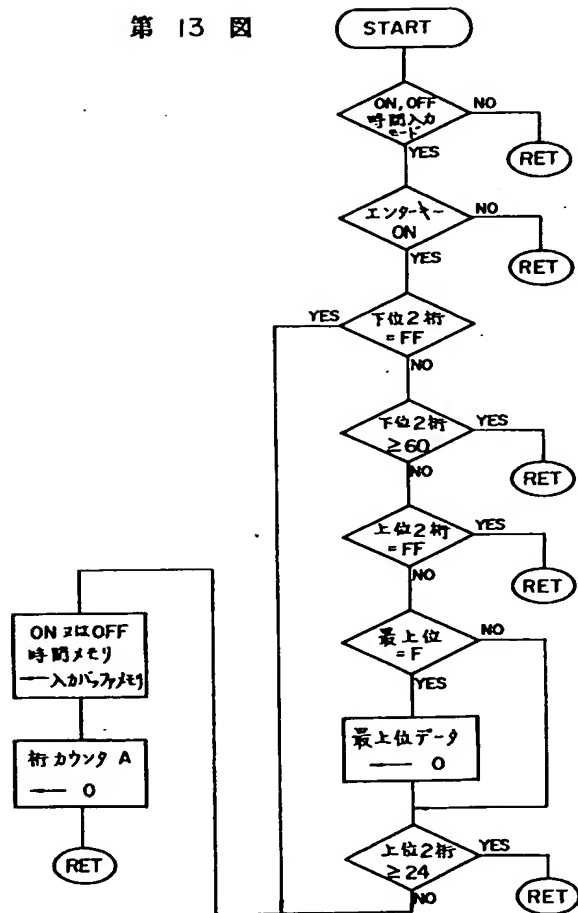 第 13 図
START
ON, OFF
時間入力
モード
NO
RET
YES
エンターキー
ON
NO
RET
YES
下位2桁
=FF
YES
NO
下位2桁
≥60
YES
RET
NO
上位2桁
=FF
YES
RET
NO
最上位
=F
NO
YES
最上位データ
← 0
上位2桁
≥24
YES
RET
NO
ON又はOFF
時間メモリ
← 入力バッファメモリ
桁カウンタ A
← 0
RET